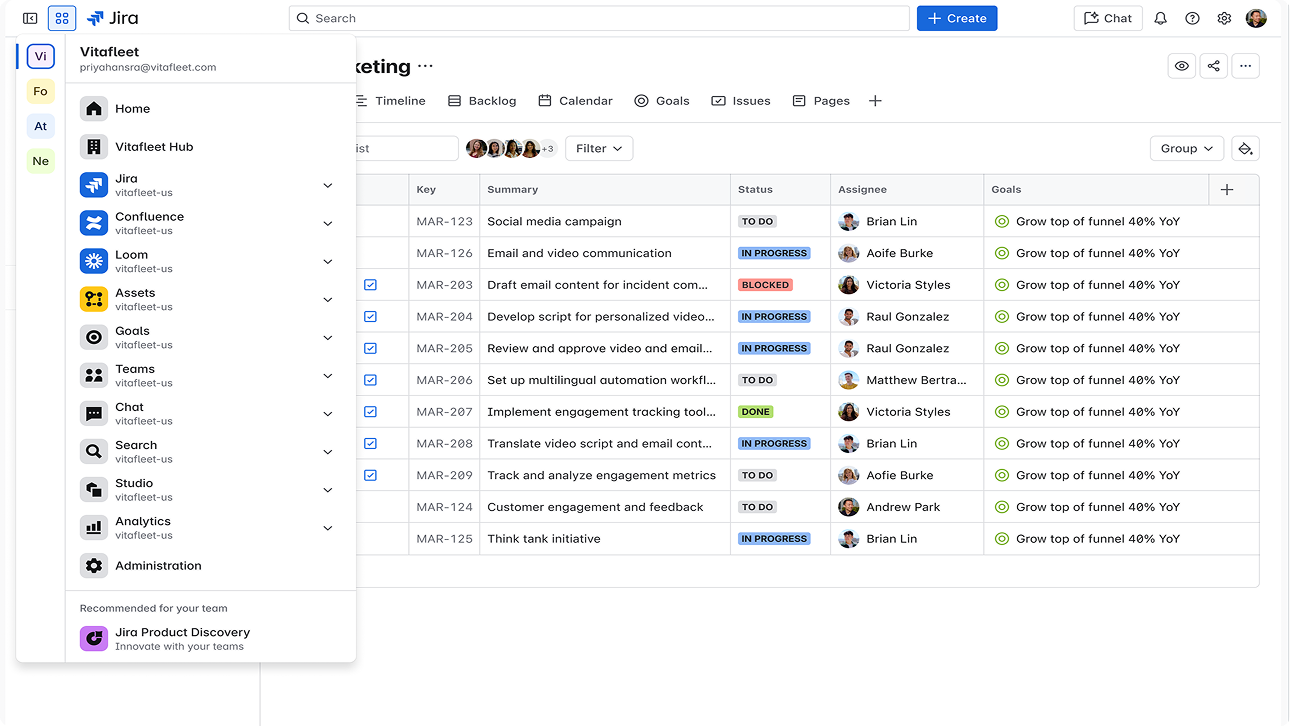 Jira
Search
Create
Chat
Vi
Fo
At
Ne
Vitafleet
priyahansra@vitafleet.com
Home
Vitafleet Hub
Jira
vitafleet-us
Confluence
vitafleet-us
Loom
vitafleet-us
Assets
vitafleet-us
Goals
vitafleet-us
Teams
vitafleet-us
Chat
vitafleet-us
Search
vitafleet-us
Studio
vitafleet-us
Analytics
vitafleet-us
Administration
Recommended for your team
Jira Product Discovery
Innovate with your teams
keting ···
Timeline Backlog Calendar Goals Issues Pages
ist +3 Filter Group
Key Summary Status Assignee Goals
MAR-123 Social media campaign TO DO Brian Lin Grow top of funnel 40% YoY
MAR-126 Email and video communication IN PROGRESS Aoife Burke Grow top of funnel 40% YoY
MAR-203 Draft email content for incident com... BLOCKED Victoria Styles Grow top of funnel 40% YoY
MAR-204 Develop script for personalized video... IN PROGRESS Raul Gonzalez Grow top of funnel 40% YoY
MAR-205 Review and approve video and email... IN PROGRESS Raul Gonzalez Grow top of funnel 40% YoY
MAR-206 Set up multilingual automation workfl... TO DO Matthew Bertra... Grow top of funnel 40% YoY
MAR-207 Implement engagement tracking tool... DONE Victoria Styles Grow top of funnel 40% YoY
MAR-208 Translate video script and email cont... IN PROGRESS Brian Lin Grow top of funnel 40% YoY
MAR-209 Track and analyze engagement metrics TO DO Aofie Burke Grow top of funnel 40% YoY
MAR-124 Customer engagement and feedback TO DO Andrew Park Grow top of funnel 40% YoY
MAR-125 Think tank initiative IN PROGRESS Brian Lin Grow top of funnel 40% YoY